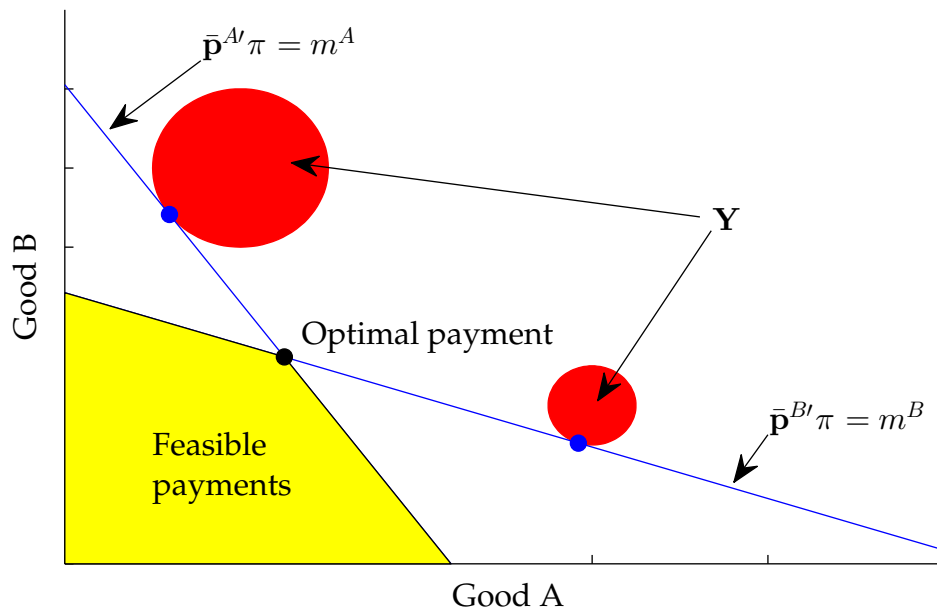 p̄^A′π = m^A
Y
Good B
Optimal payment
p̄^B′π = m^B
Feasible
payments
Good A